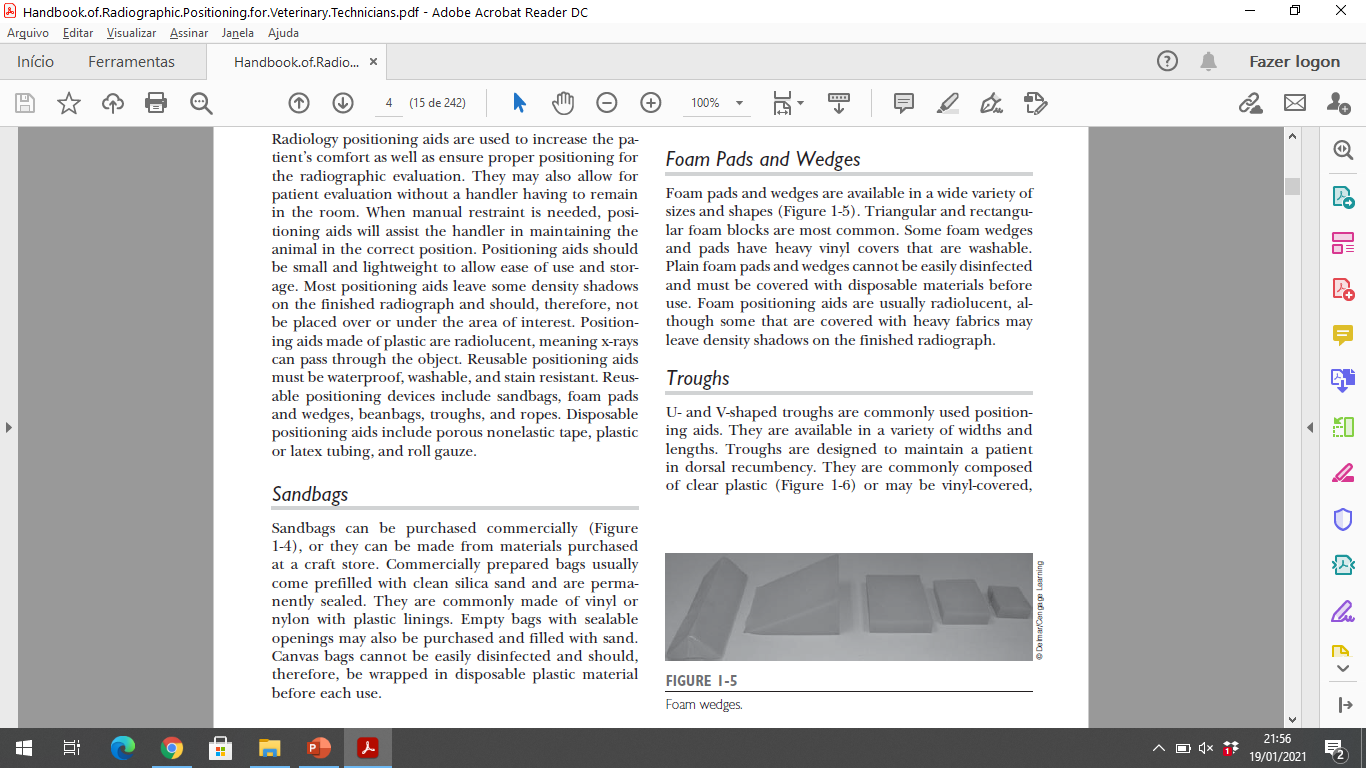 Handbook.of.Radiographic.Positioning.for.Veterinary.Technicians.pdf - Adobe Acrobat Reader DC
Arquivo Editar Visualizar Assinar Janela Ajuda
Início Ferramentas Handbook.of.Radio... × Fazer logon
4 (15 de 242) 100%
Radiology positioning aids are used to increase the pa-
tient's comfort as well as ensure proper positioning for
the radiographic evaluation. They may also allow for
patient evaluation without a handler having to remain
in the room. When manual restraint is needed, posi-
tioning aids will assist the handler in maintaining the
animal in the correct position. Positioning aids should
be small and lightweight to allow ease of use and stor-
age. Most positioning aids leave some density shadows
on the finished radiograph and should, therefore, not
be placed over or under the area of interest. Position-
ing aids made of plastic are radiolucent, meaning x-rays
can pass through the object. Reusable positioning aids
must be waterproof, washable, and stain resistant. Reus-
able positioning devices include sandbags, foam pads
and wedges, beanbags, troughs, and ropes. Disposable
positioning aids include porous nonelastic tape, plastic
or latex tubing, and roll gauze.
Sandbags
Sandbags can be purchased commercially (Figure
1-4), or they can be made from materials purchased
at a craft store. Commercially prepared bags usually
come prefilled with clean silica sand and are perma-
nently sealed. They are commonly made of vinyl or
nylon with plastic linings. Empty bags with sealable
openings may also be purchased and filled with sand.
Canvas bags cannot be easily disinfected and should,
therefore, be wrapped in disposable plastic material
before each use.
Foam Pads and Wedges
Foam pads and wedges are available in a wide variety of
sizes and shapes (Figure 1-5). Triangular and rectangu-
lar foam blocks are most common. Some foam wedges
and pads have heavy vinyl covers that are washable.
Plain foam pads and wedges cannot be easily disinfected
and must be covered with disposable materials before
use. Foam positioning aids are usually radiolucent, al-
though some that are covered with heavy fabrics may
leave density shadows on the finished radiograph.
Troughs
U- and V-shaped troughs are commonly used position-
ing aids. They are available in a variety of widths and
lengths. Troughs are designed to maintain a patient
in dorsal recumbency. They are commonly composed
of clear plastic (Figure 1-6) or may be vinyl-covered,
© Delmar/Cengage Learning
FIGURE 1-5
Foam wedges.
21:56
19/01/2021
1
2